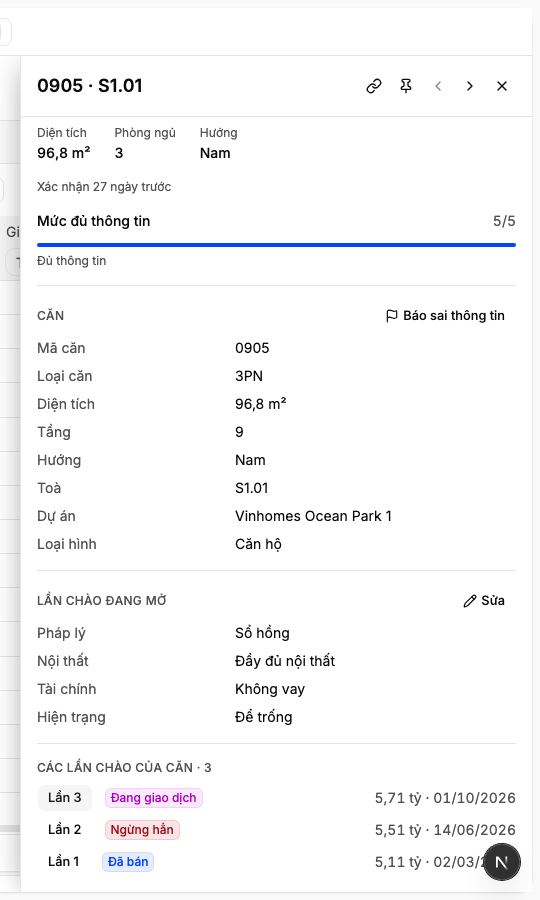 0905 · S1.01
Diện tích Phòng ngủ Hướng
96,8 m² 3 Nam
Xác nhận 27 ngày trước
Mức đủ thông tin 5/5
Đủ thông tin
CĂN Báo sai thông tin
Mã căn 0905
Loại căn 3PN
Diện tích 96,8 m²
Tầng 9
Hướng Nam
Toà S1.01
Dự án Vinhomes Ocean Park 1
Loại hình Căn hộ
LẦN CHÀO ĐANG MỞ Sửa
Pháp lý Sổ hồng
Nội thất Đầy đủ nội thất
Tài chính Không vay
Hiện trạng Để trống
CÁC LẦN CHÀO CỦA CĂN · 3
Lần 3 Đang giao dịch 5,71 tỷ · 01/10/2026
Lần 2 Ngừng hẳn 5,51 tỷ · 14/06/2026
Lần 1 Đã bán 5,11 tỷ · 02/03/
N